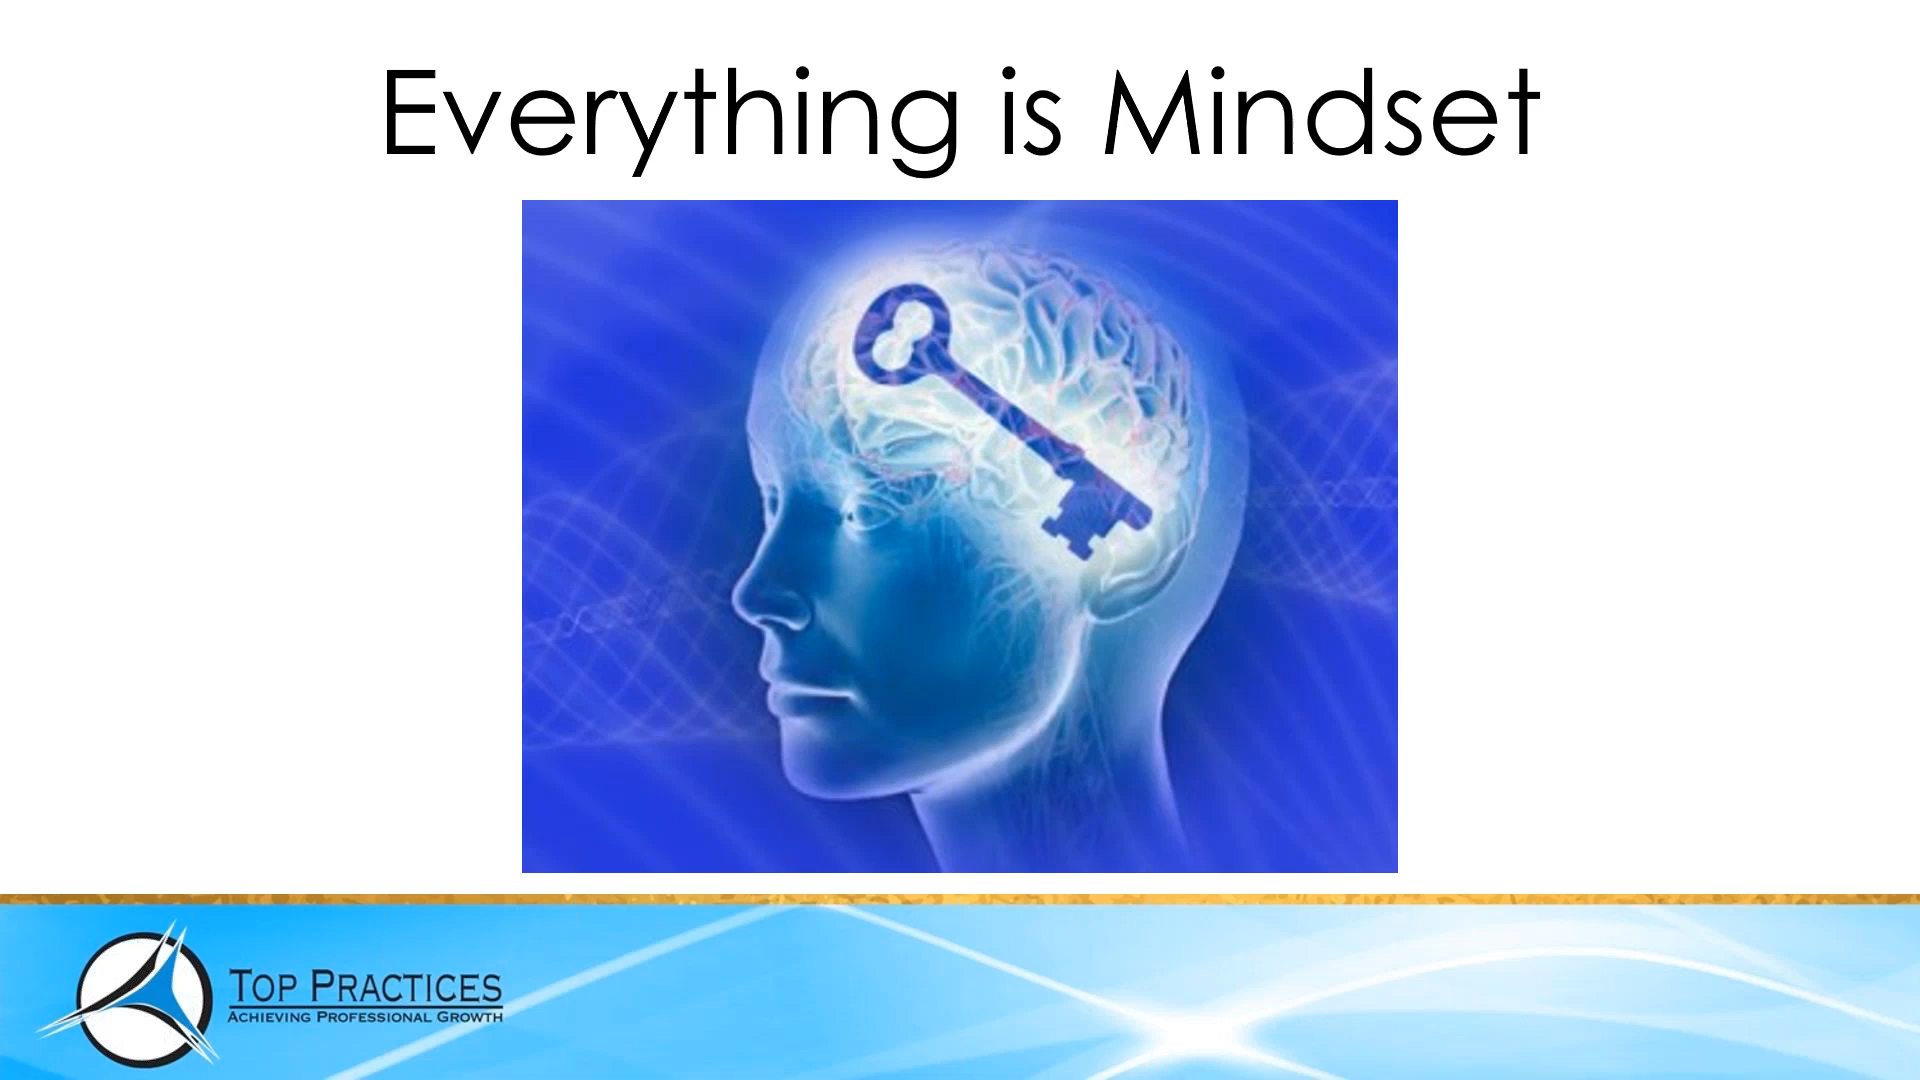 Everything is Mindset
TOP PRACTICES
ACHIEVING PROFESSIONAL GROWTH